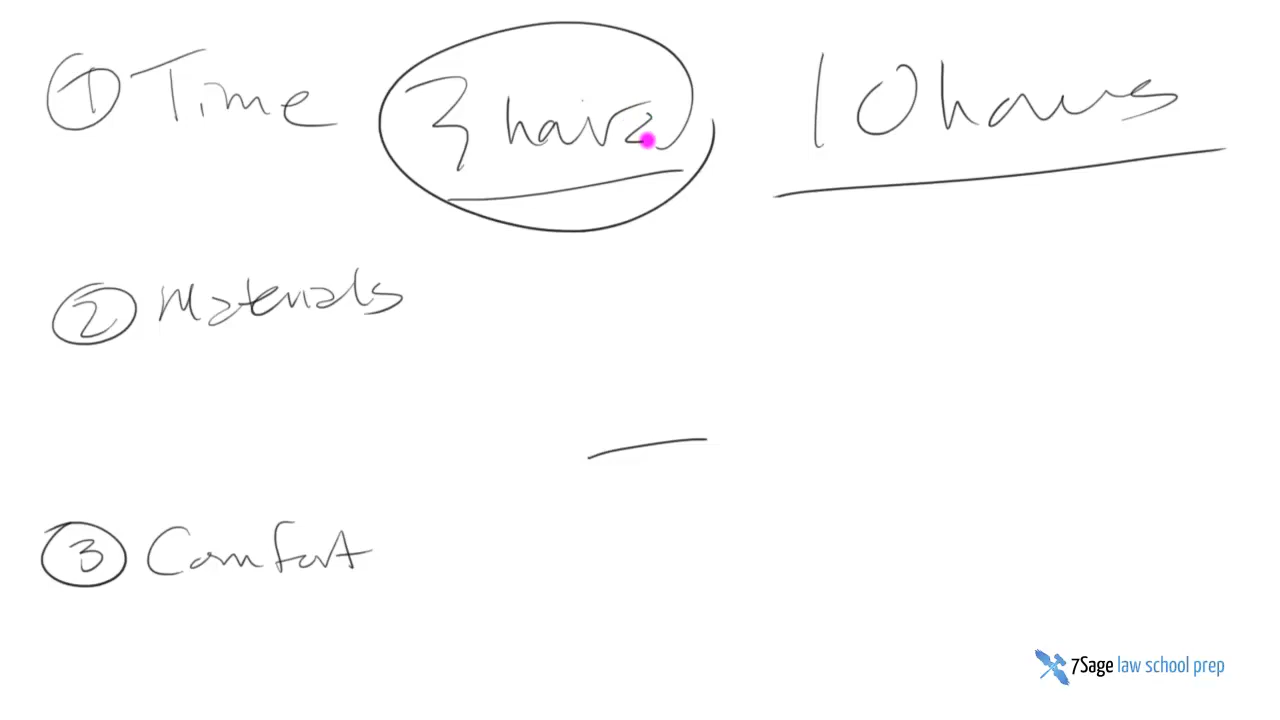 ① Time 3 hours 10 hours
② Materials
③ Comfort
7Sage law school prep